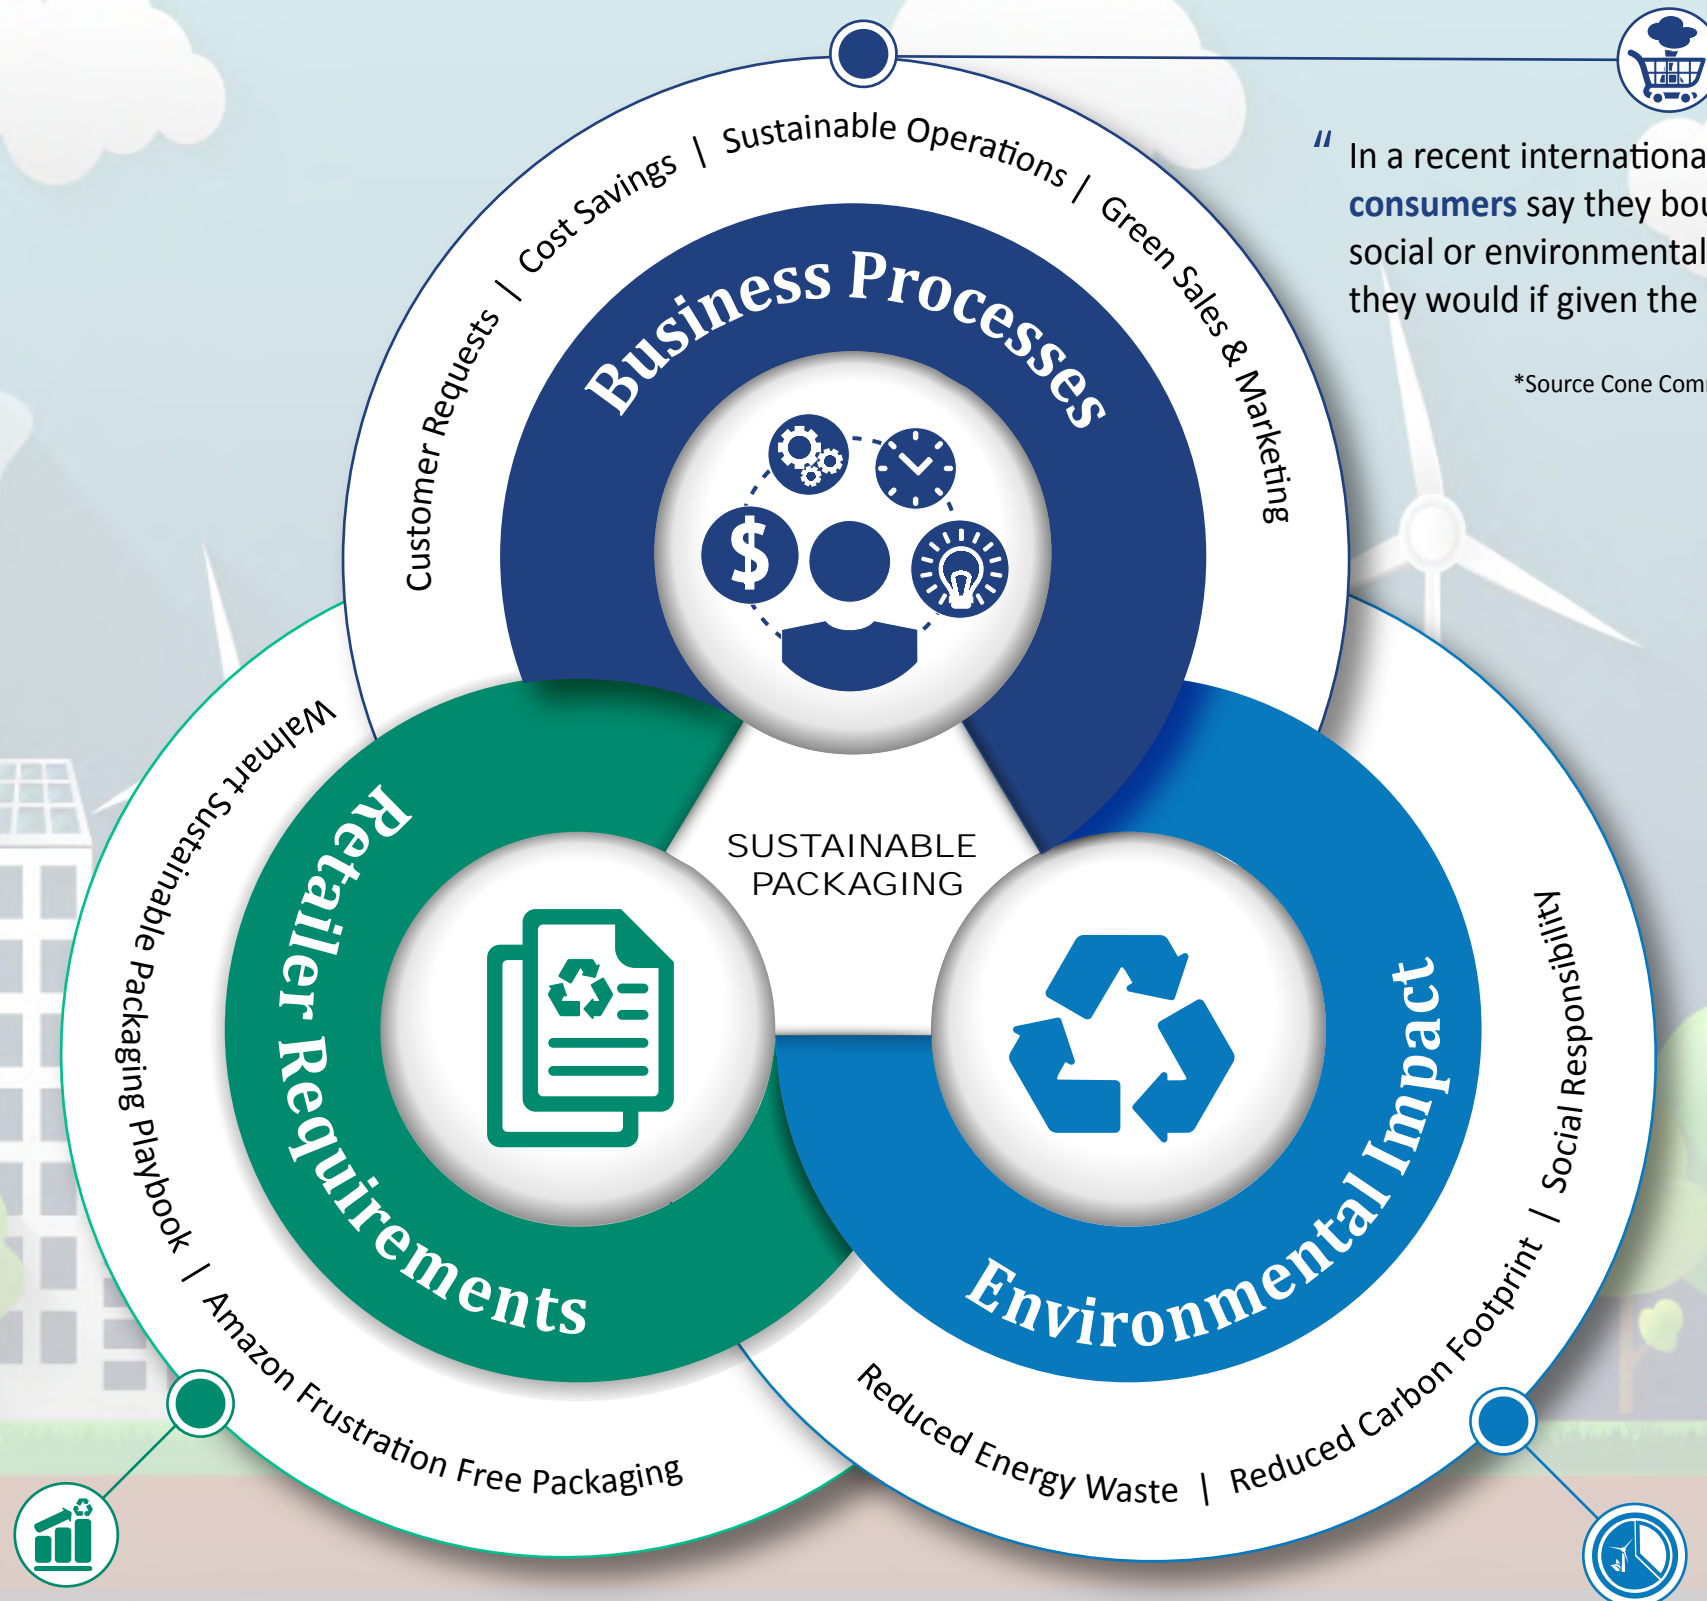 Customer Requests | Cost Savings | Sustainable Operations | Green Sales & Marketing
Business Processes
“ In a recent internationa
consumers say they bou
social or environmental
they would if given the
*Source Cone Com
SUSTAINABLE
PACKAGING
Retailer Requirements
Walmart Sustainable Packaging Playbook | Amazon Frustration Free Packaging
Environmental Impact
Reduced Energy Waste | Reduced Carbon Footprint | Social Responsibility
$